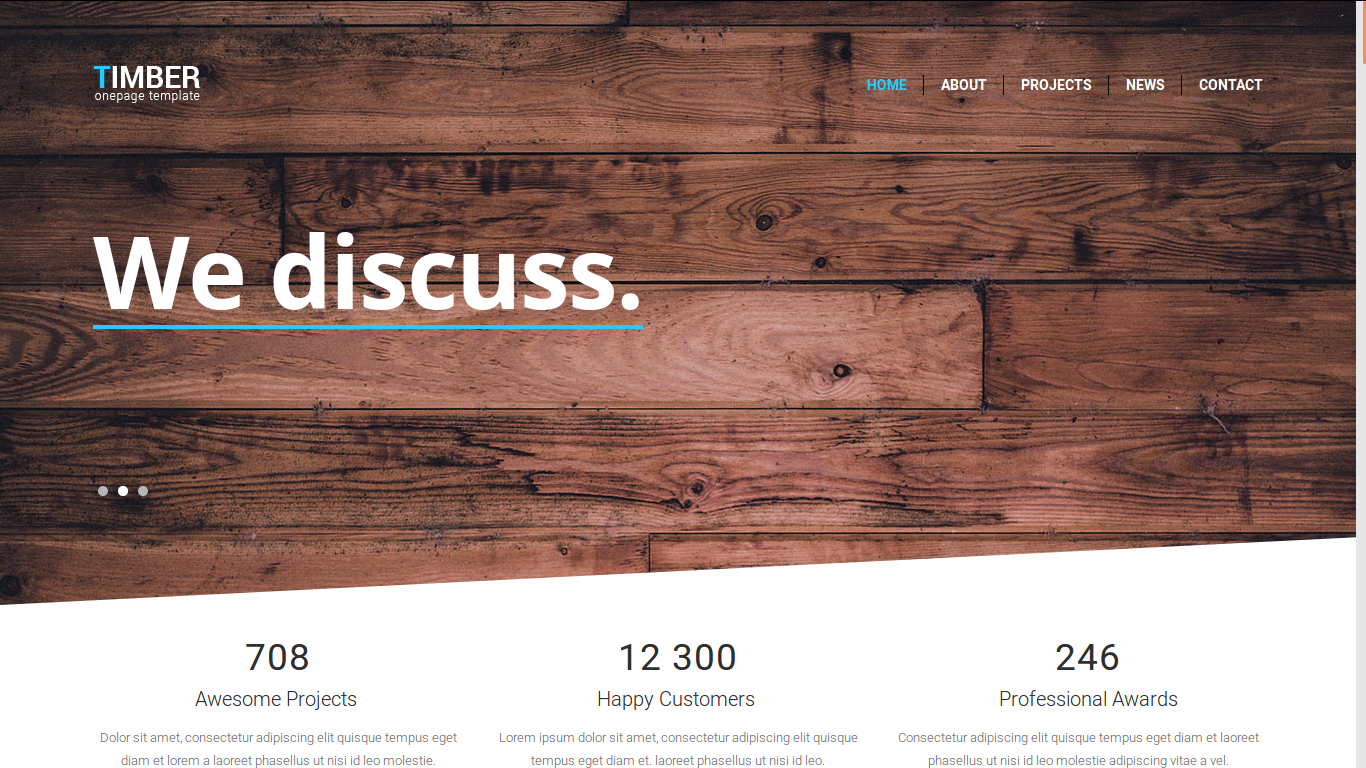 TIMBER
onepage template
HOME
ABOUT
PROJECTS
NEWS
CONTACT
We discuss.
708
Awesome Projects
Dolor sit amet, consectetur adipiscing elit quisque tempus eget
diam et lorem a laoreet phasellus ut nisi id leo molestie.
12 300
Happy Customers
Lorem ipsum dolor sit amet, consectetur adipiscing elit quisque
tempus eget diam et. laoreet phasellus ut nisi id leo.
246
Professional Awards
Consectetur adipiscing elit quisque tempus eget diam et laoreet
phasellus ut nisi id leo molestie adipiscing vitae a vel.